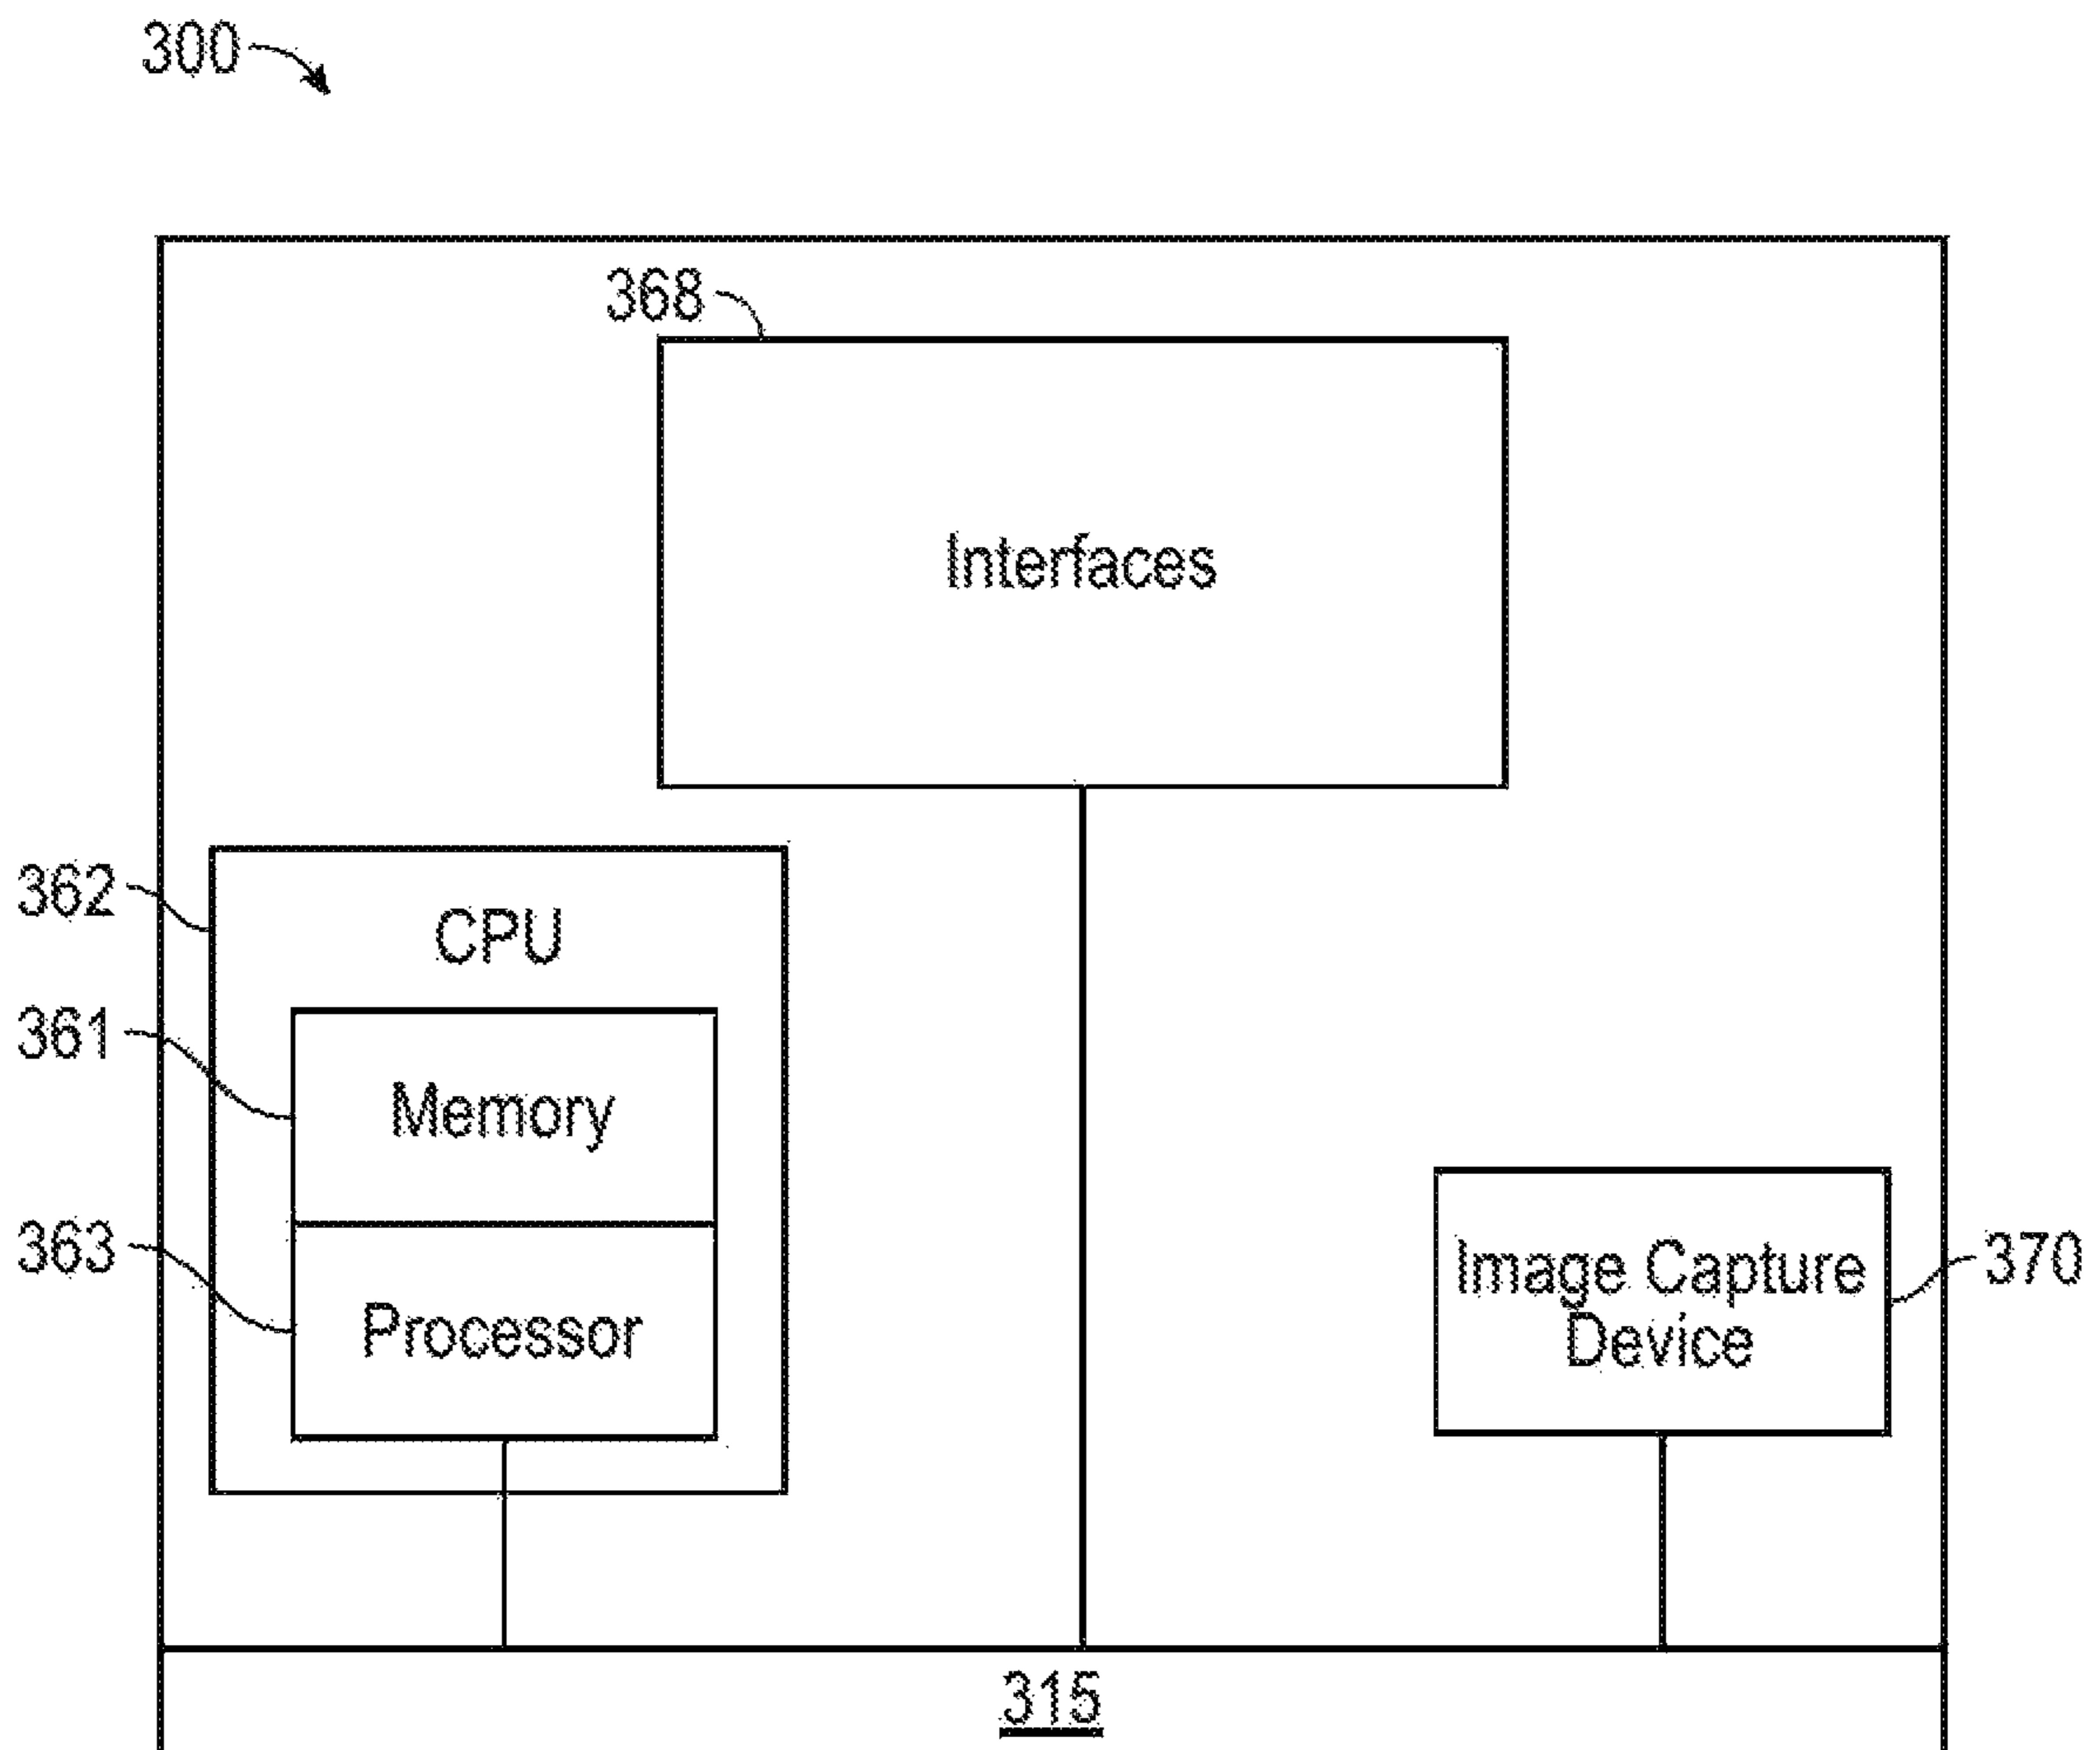 300
368
Interfaces
362
CPU
361
Memory
363
Processor
Image Capture
Device
370
315